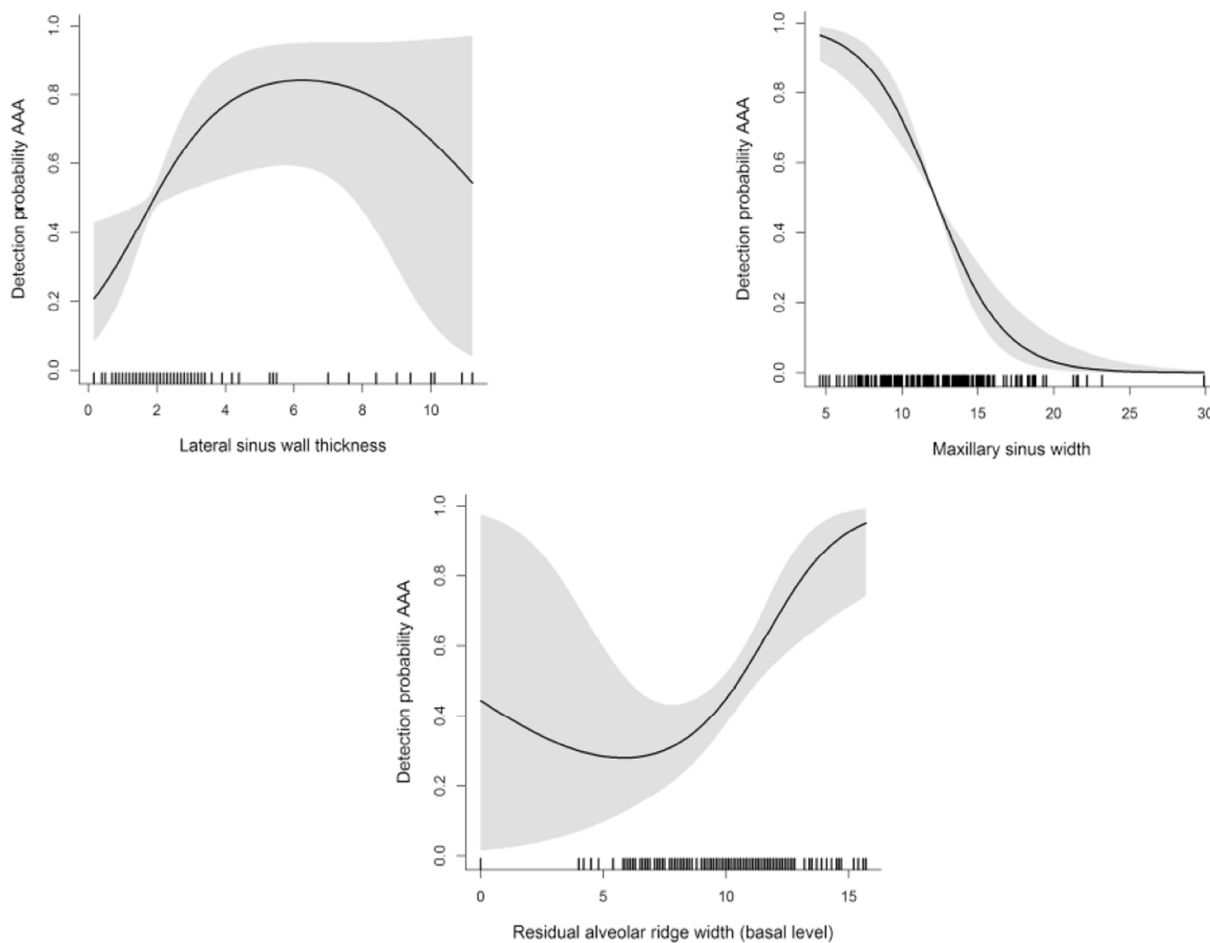 Detection probability AAA
1.0
0.8
0.6
0.4
0.2
0.0
0 2 4 6 8 10
Lateral sinus wall thickness
Detection probability AAA
1.0
0.8
0.6
0.4
0.2
0.0
5 10 15 20 25 30
Maxillary sinus width
Detection probability AAA
1.0
0.8
0.6
0.4
0.2
0.0
0 5 10 15
Residual alveolar ridge width (basal level)